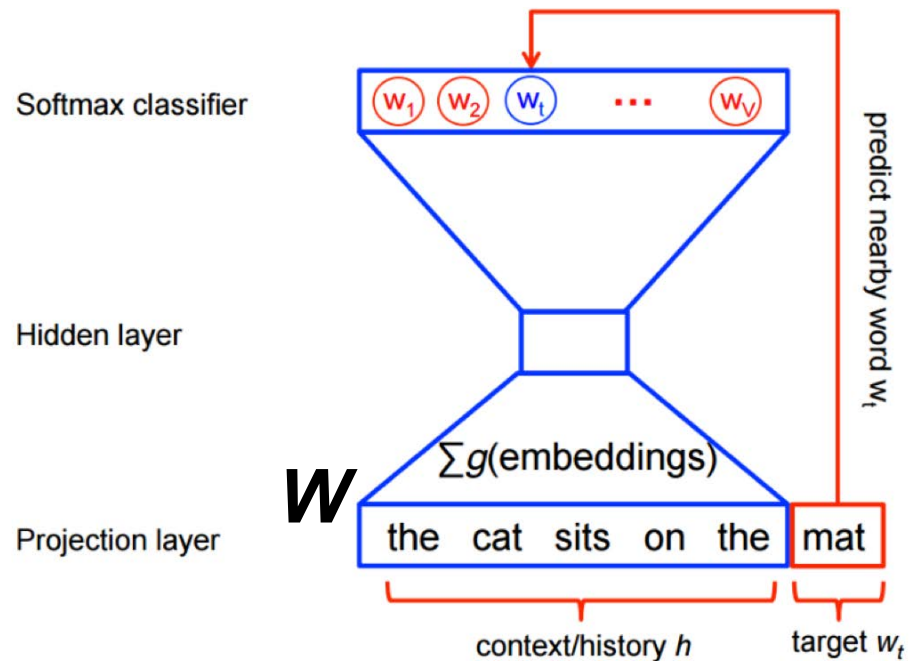 Softmax classifier
w₁ w₂ wₜ ... w_V
predict nearby word wₜ
Hidden layer
∑g(embeddings)
W
Projection layer
the cat sits on the mat
context/history h
target wₜ